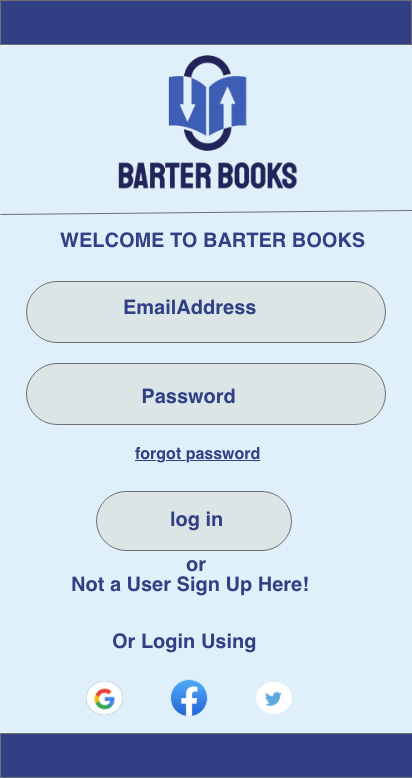 BARTER BOOKS
WELCOME TO BARTER BOOKS
EmailAddress
Password
forgot password
log in
or
Not a User Sign Up Here!
Or Login Using